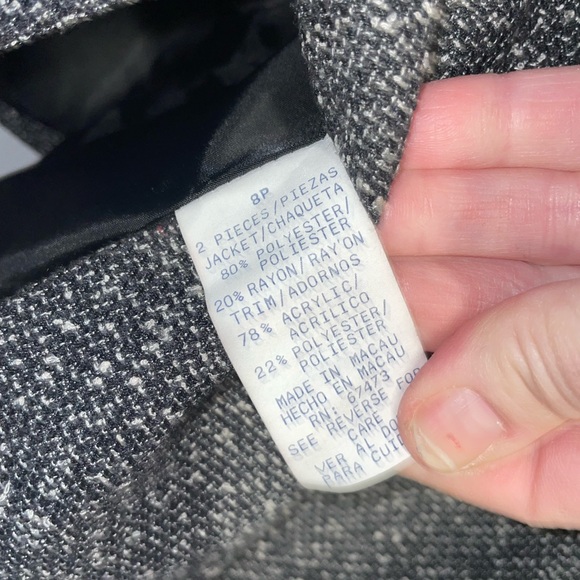 8P
2 PIECES/PIEZAS
JACKET/CHAQUETA
80% POLYESTER/
POLIESTER
20% RAYON/RAY'ON
TRIM/ADORNOS
78% ACRYLIC/
ACRILICO
22% POLYESTER/
POLIESTER
MADE IN MACAU
HECHO EN MACAU
RN: 67473
SEE REVERSE FOR
CARE
VER AL DO
PARA CUID